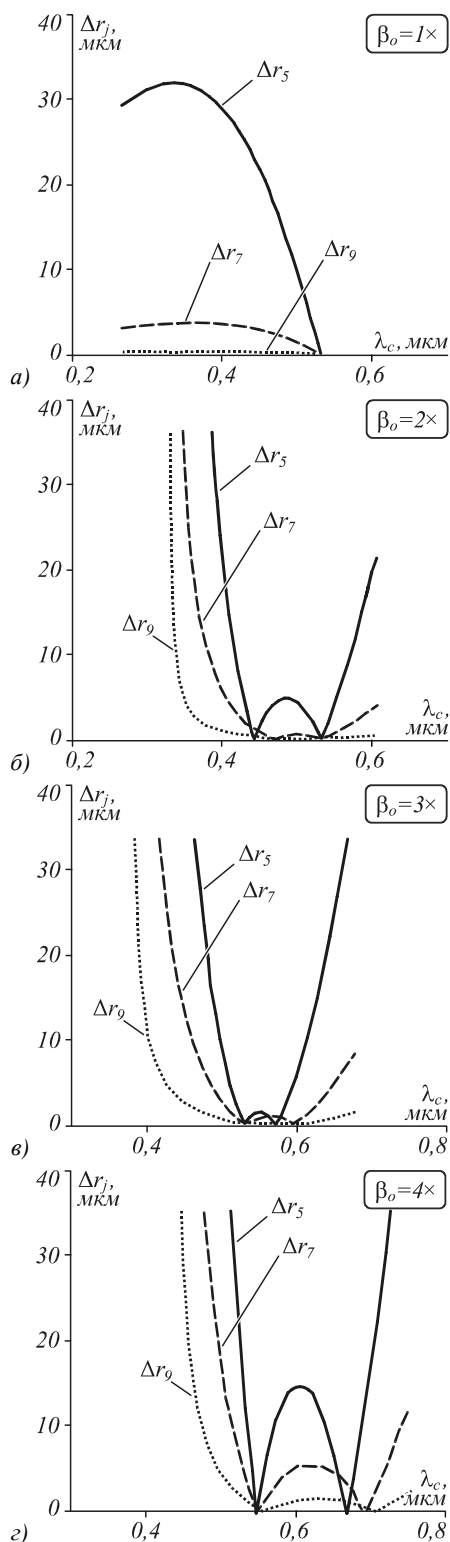 40
Δr_j,
мкм
β_o=1×
Δr_5
30
20
Δr_7
Δr_9
10
0
λ_c, мкм
а)
0,2
0,4
0,6
40
Δr_j,
мкм
β_o=2×
Δr_5
30
Δr_7
20
Δr_9
10
λ_c,
мкм
0
б)
0,2
0,4
0,6
40
Δr_j,
мкм
β_o=3×
Δr_5
30
Δr_7
20
Δr_9
10
λ_c,
мкм
0
в)
0,4
0,6
0,8
40
Δr_j,
мкм
β_o=4×
Δr_5
30
Δr_7
20
Δr_9
10
λ_c,
мкм
0
г)
0,4
0,6
0,8